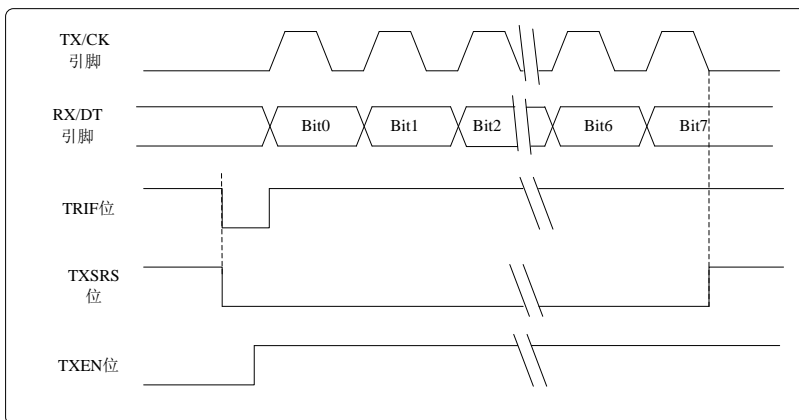 TX/CK
引脚
RX/DT
引脚
Bit0 Bit1 Bit2 Bit6 Bit7
TRIF位
TXSRS
位
TXEN位